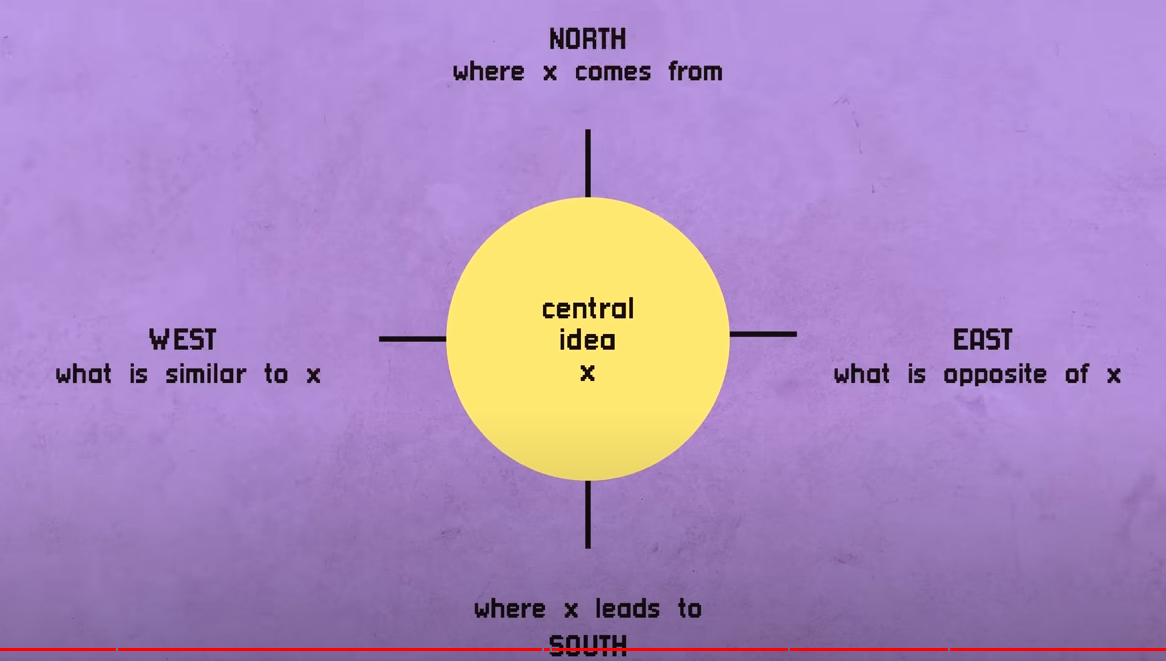 NORTH
where x comes from
central
idea
x
WEST
what is similar to x
EAST
what is opposite of x
where x leads to
SOUTH